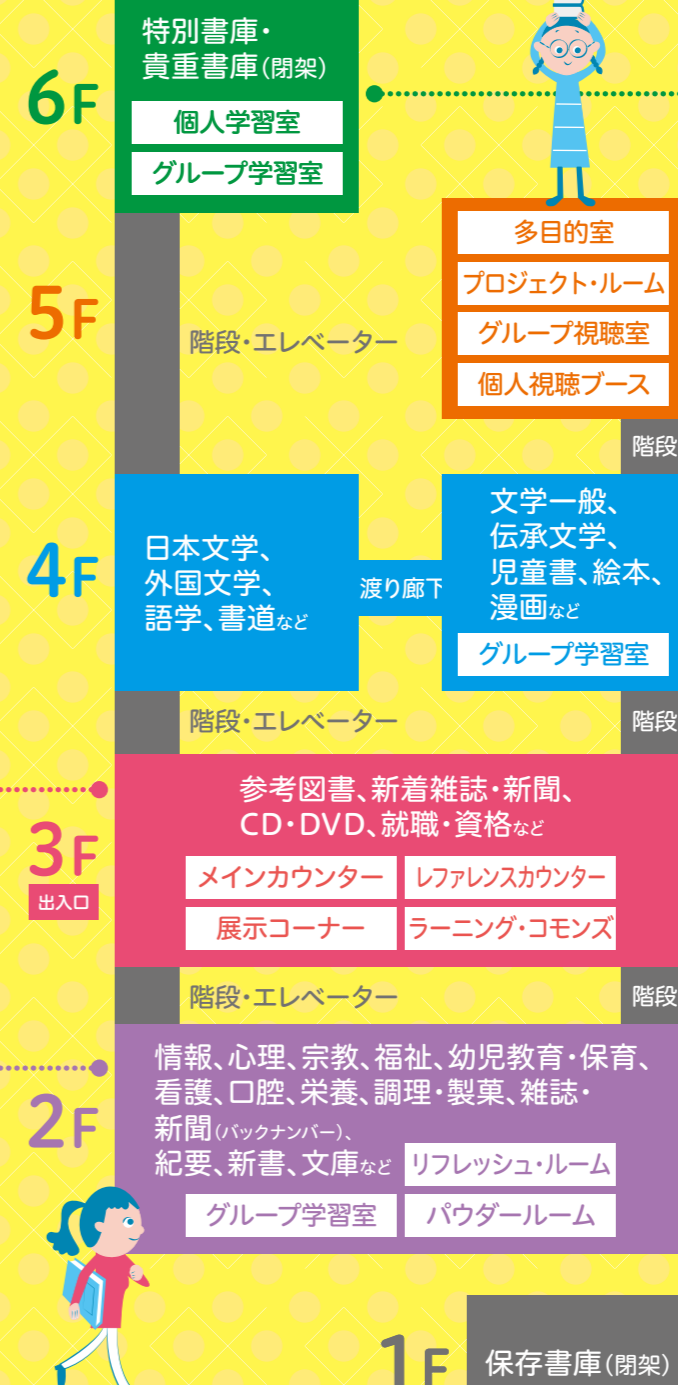 6F
特別書庫・
貴重書庫(閉架)
個人学習室
グループ学習室
5F
階段・エレベーター
多目的室
プロジェクト・ルーム
グループ視聴室
個人視聴ブース
階段
4F
日本文学、
外国文学、
語学、書道など
渡り廊下
文学一般、
伝承文学、
児童書、絵本、
漫画など
グループ学習室
階段・エレベーター
階段
3F
出入口
参考図書、新着雑誌・新聞、
CD・DVD、就職・資格など
メインカウンター
レファレンスカウンター
展示コーナー
ラーニング・コモンズ
階段・エレベーター
階段
2F
情報、心理、宗教、福祉、幼児教育・保育、
看護、口腔、栄養、調理・製菓、雑誌・
新聞(バックナンバー)、
紀要、新書、文庫など
リフレッシュ・ルーム
グループ学習室
パウダールーム
1F
保存書庫(閉架)